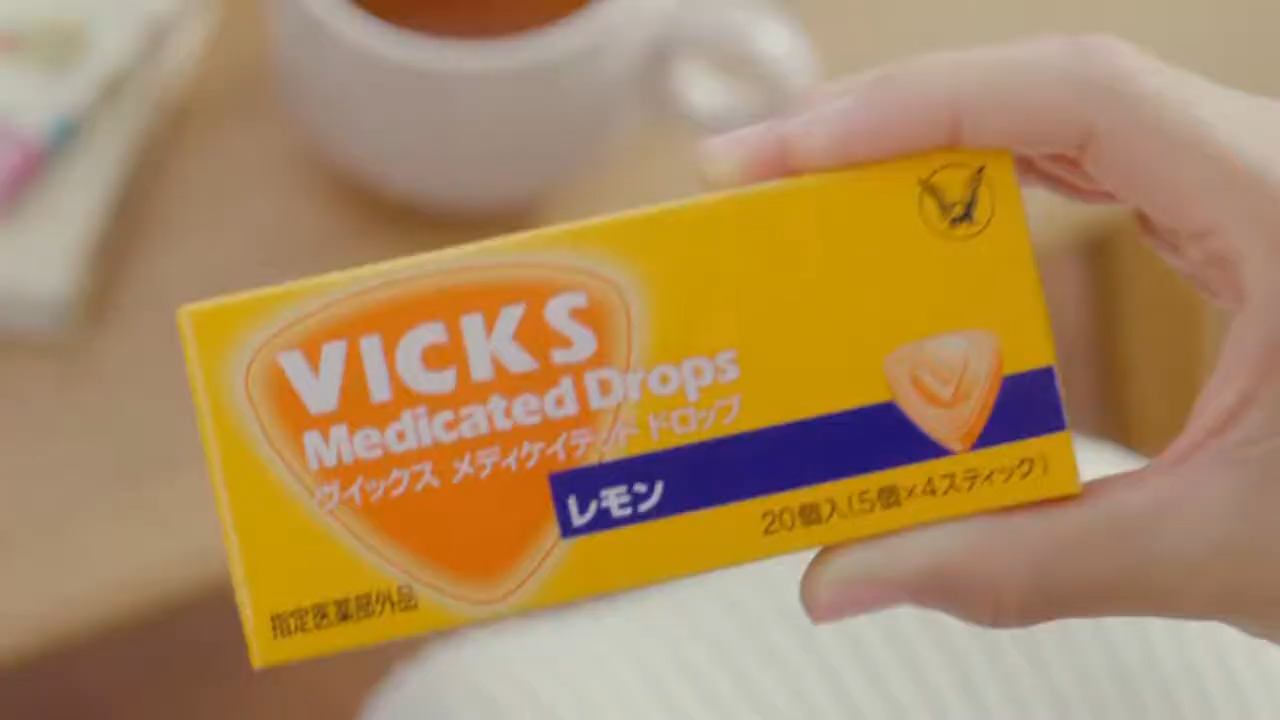 VICKS
Medicated Drops
ヴイックス メディケイテッド ドロップ
レモン
20個入(5個×4スティック)
指定医薬部外品